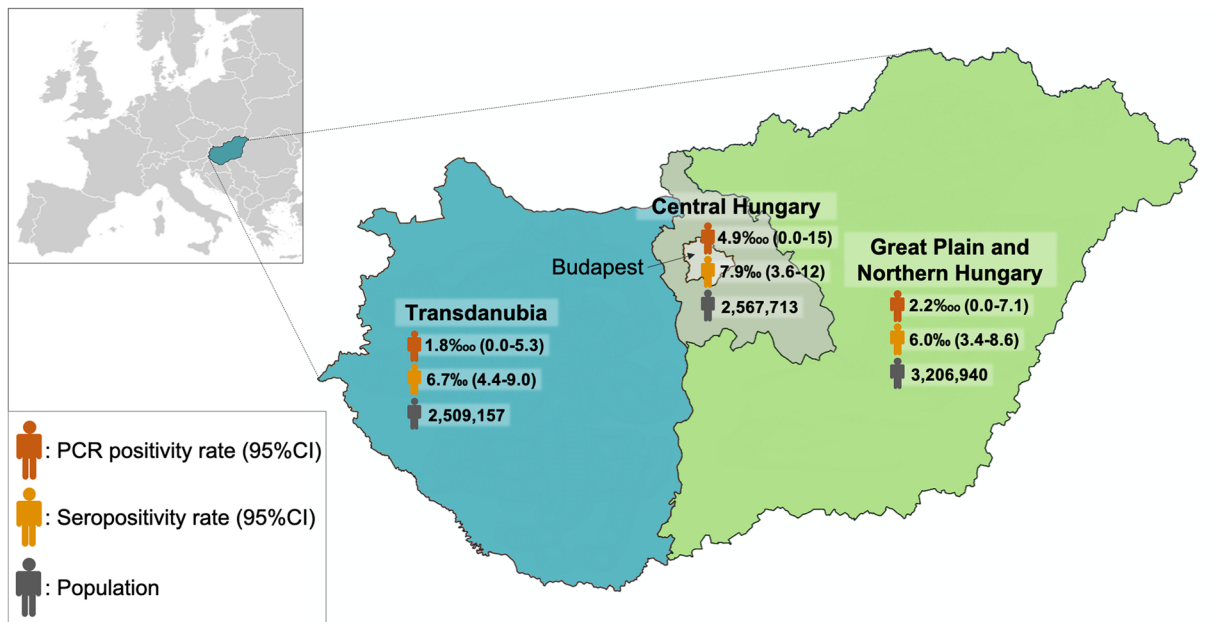 Central Hungary
4.9‱ (0.0-15)
Budapest
7.9‰ (3.6-12)
2,567,713
Great Plain and
Northern Hungary
2.2‱ (0.0-7.1)
6.0‰ (3.4-8.6)
3,206,940
Transdanubia
1.8‱ (0.0-5.3)
6.7‰ (4.4-9.0)
2,509,157
: PCR positivity rate (95%CI)
: Seropositivity rate (95%CI)
: Population